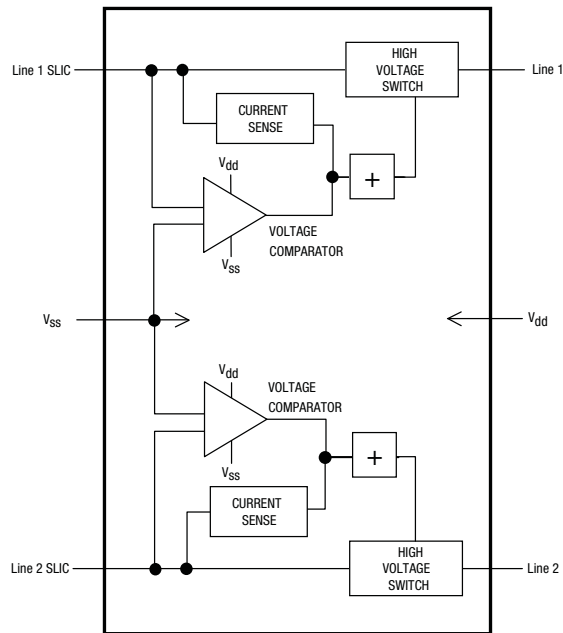 HIGH
VOLTAGE
SWITCH
Line 1 SLIC
Line 1
CURRENT
SENSE
Vdd
+
VOLTAGE
COMPARATOR
Vss
Vss
Vdd
Vdd
VOLTAGE
COMPARATOR
+
Vss
CURRENT
SENSE
HIGH
VOLTAGE
SWITCH
Line 2 SLIC
Line 2